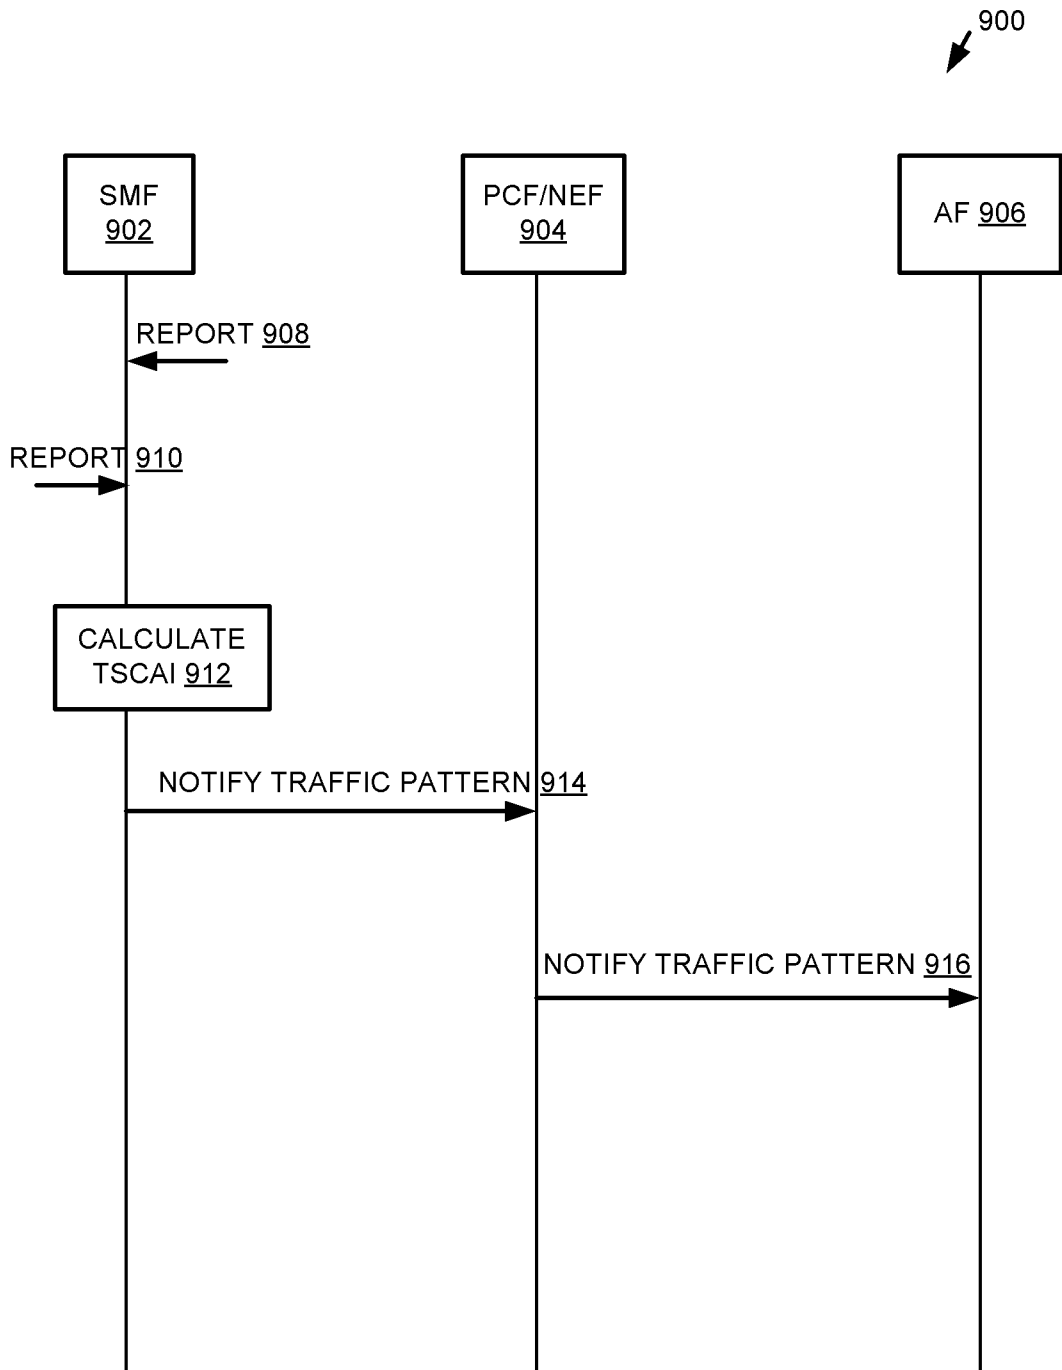 900
SMF
902
PCF/NEF
904
AF 906
REPORT 908
REPORT 910
CALCULATE
TSCAI 912
NOTIFY TRAFFIC PATTERN 914
NOTIFY TRAFFIC PATTERN 916